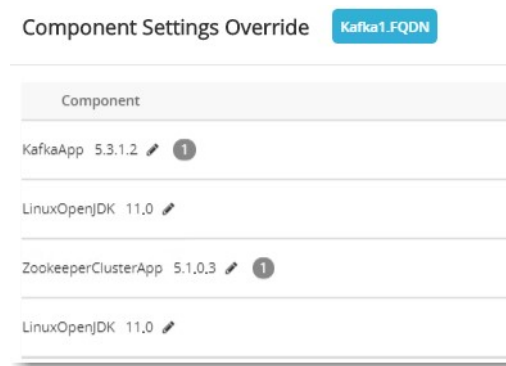 Component Settings Override Kafka1.FQDN
Component
KafkaApp 5.3.1.2 1
LinuxOpenJDK 11.0
ZookeeperClusterApp 5.1.0.3 1
LinuxOpenJDK 11.0